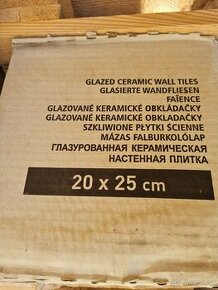 GLAZED CERAMIC WALL TILES
GLASIERTE WANDFLIESEN
FAÏENCE
GLAZOVANÉ KERAMICKÉ OBKLÁDAČKY
GLAZOVANÉ KERAMICKÉ OBKLADAČKY
SZKLIWIONE PŁYTKI ŚCIENNE
MÁZAS FALBURKOLÓLAP
ГЛАЗУРОВАННАЯ КЕРАМИЧЕСКАЯ
НАСТЕННАЯ ПЛИТКА
20 x 25 cm